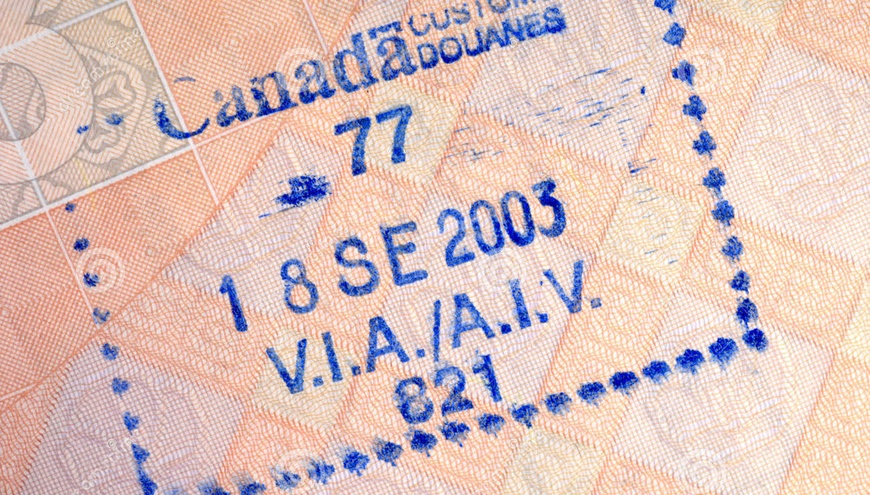 Canada CUSTOMS
DOUANES
77
18 SE 2003
V.I.A./A.I.V.
821